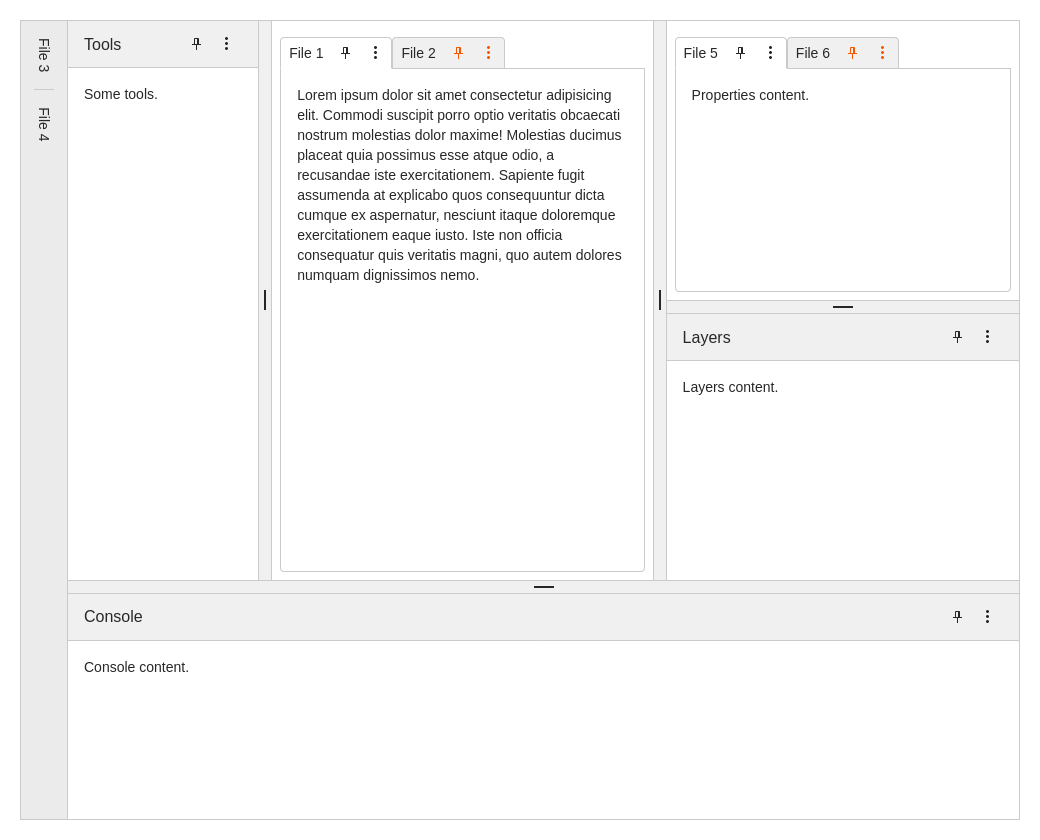 File 3
File 4
Tools
Some tools.
File 1
File 2
Lorem ipsum dolor sit amet consectetur adipisicing
elit. Commodi suscipit porro optio veritatis obcaecati
nostrum molestias dolor maxime! Molestias ducimus
placeat quia possimus esse atque odio, a
recusandae iste exercitationem. Sapiente fugit
assumenda at explicabo quos consequuntur dicta
cumque ex aspernatur, nesciunt itaque doloremque
exercitationem eaque iusto. Iste non officia
consequatur quis veritatis magni, quo autem dolores
numquam dignissimos nemo.
File 5
File 6
Properties content.
Layers
Layers content.
Console
Console content.